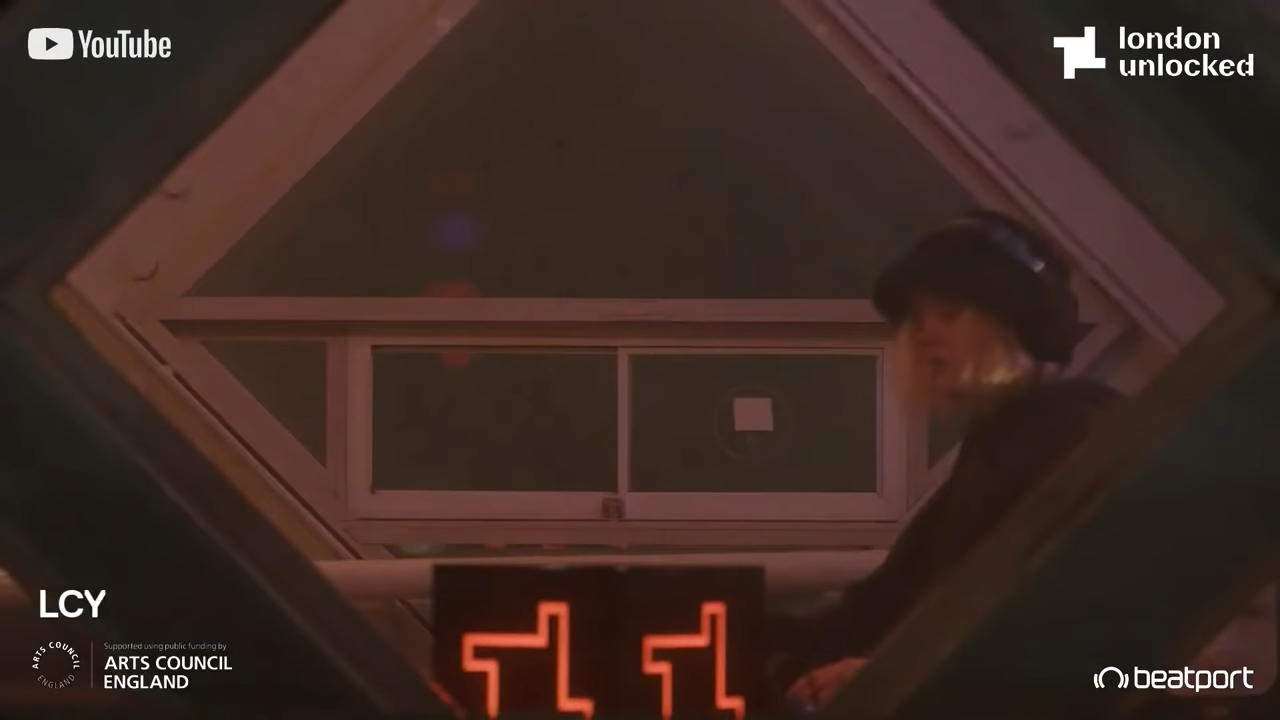 YouTube
london
unlocked
LCY
ARTS COUNCIL
ENGLAND
Supported using public funding by
ARTS COUNCIL
ENGLAND
beatport